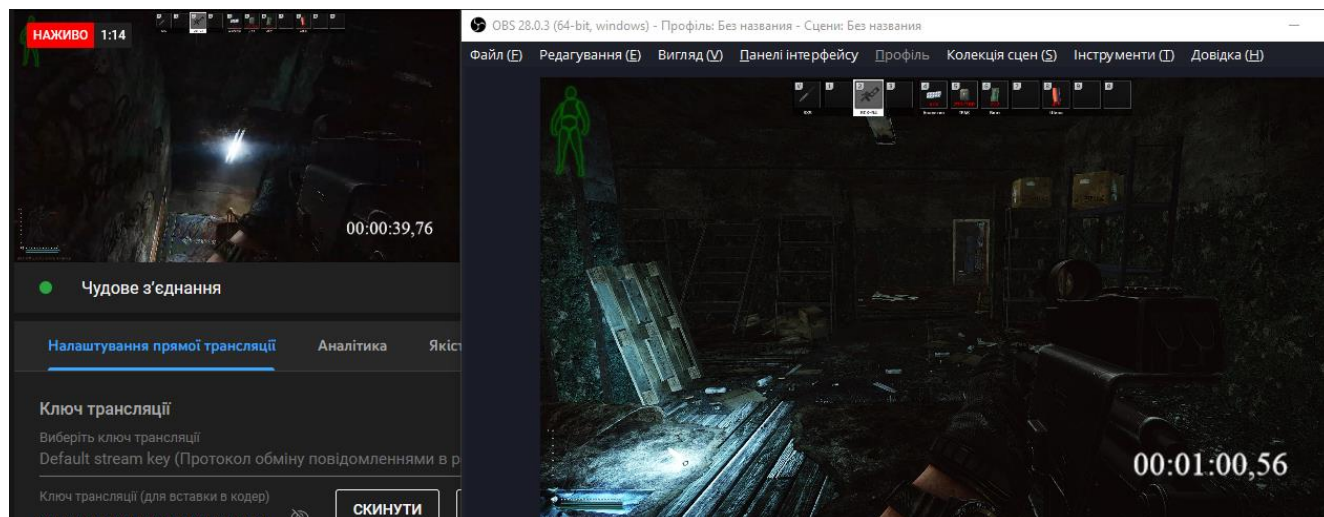 НАЖИВО 1:14
00:00:39,76
Чудове з’єднання
Налаштування прямої трансляції Аналітика Якіст
Ключ трансляції
Виберіть ключ трансляції
Default stream key (Протокол обміну повідомленнями в р
Ключ трансляції (для вставки в кодер)
СКИНУТИ
OBS 28.0.3 (64-bit, windows) - Профіль: Без названия - Сцени: Без названия
Файл (F) Редагування (E) Вигляд (V) Панелі інтерфейсу Профіль Колекція сцен (S) Інструменти (T) Довідка (H)
00:01:00,56